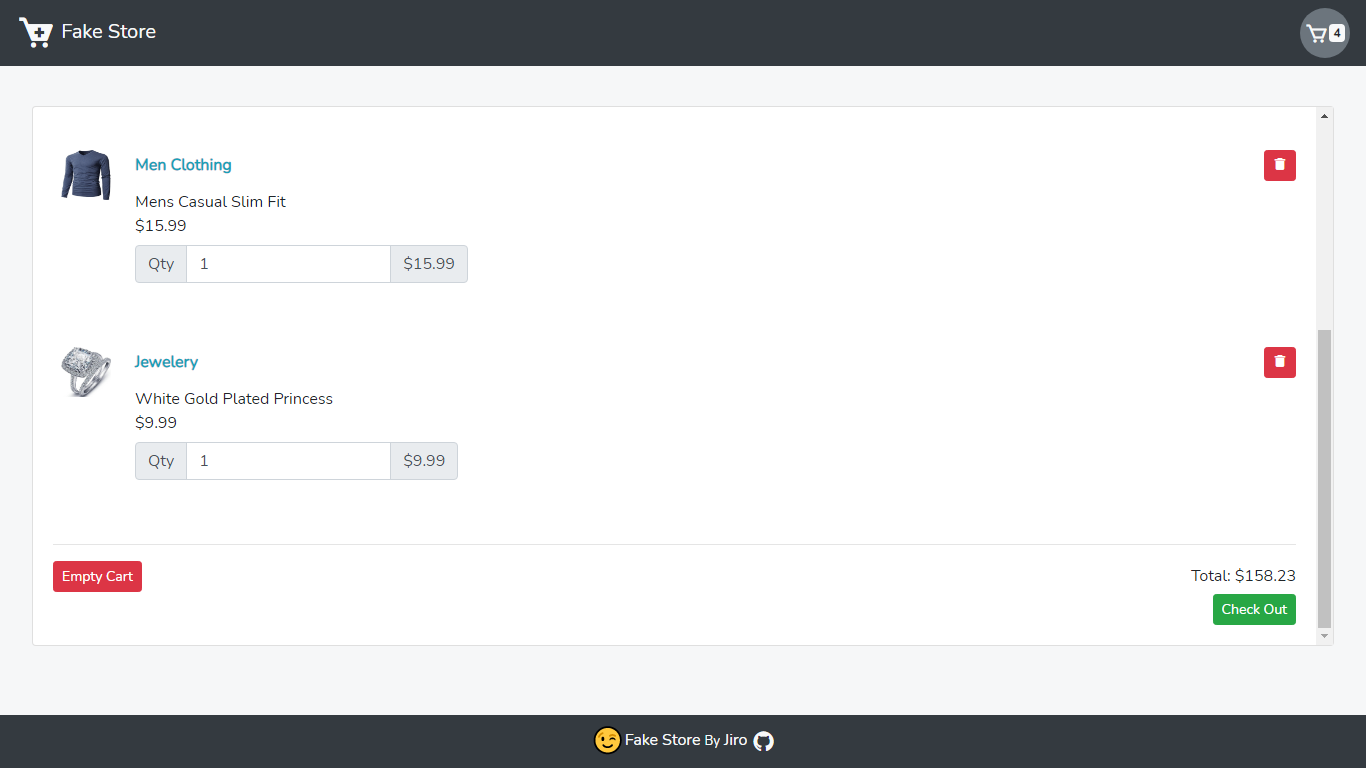 Fake Store
4
Men Clothing
Mens Casual Slim Fit
$15.99
Qty 1 $15.99
Jewelery
White Gold Plated Princess
$9.99
Qty 1 $9.99
Empty Cart
Total: $158.23
Check Out
Fake Store By Jiro